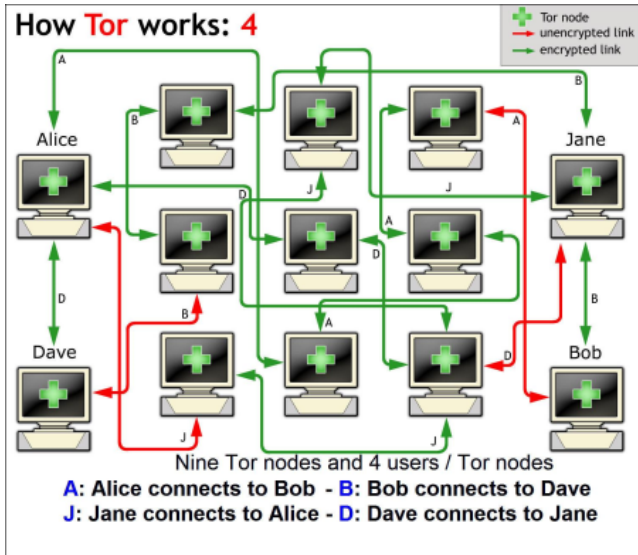 How Tor works: 4
Tor node
unencrypted link
encrypted link
A
B
B
Alice
A
Jane
J
D
J
A
D
D
B
B
A
Dave
D
Bob
J
J
Nine Tor nodes and 4 users / Tor nodes
A: Alice connects to Bob - B: Bob connects to Dave
J: Jane connects to Alice - D: Dave connects to Jane